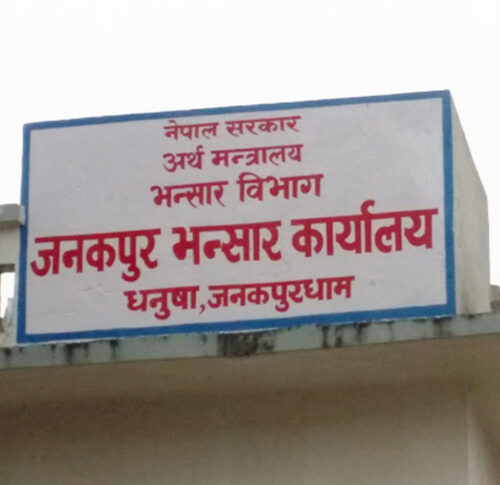 नेपाल सरकार
अर्थ मन्त्रालय
भन्सार विभाग
जनकपुर भन्सार कार्यालय
धनुषा,जनकपुरधाम